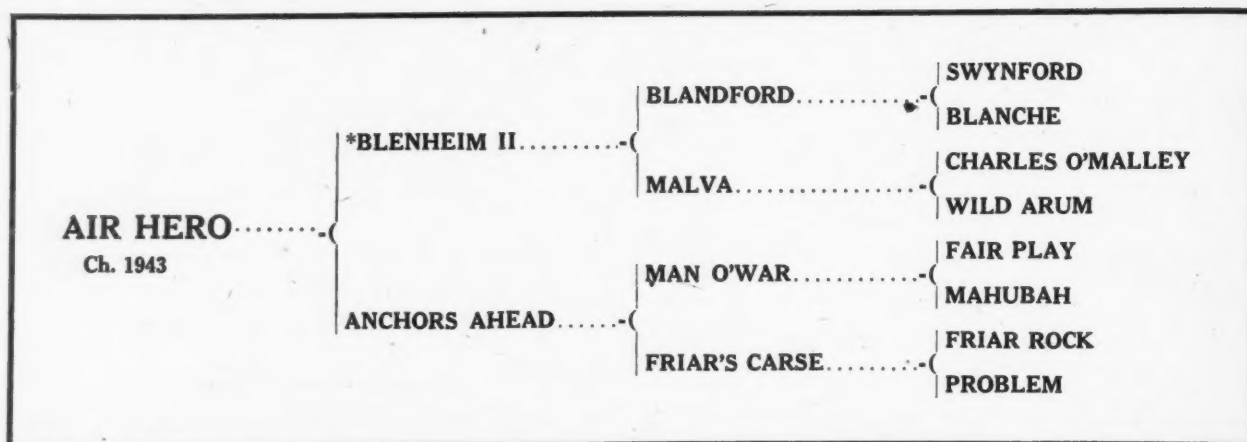 SWYNFORD
BLANDFORD
BLANCHE
*BLENHEIM II
CHARLES O'MALLEY
MALVA
WILD ARUM
AIR HERO
Ch. 1943
FAIR PLAY
MAN O'WAR
MAHUBAH
ANCHORS AHEAD
FRIAR ROCK
FRIAR'S CARSE
PROBLEM